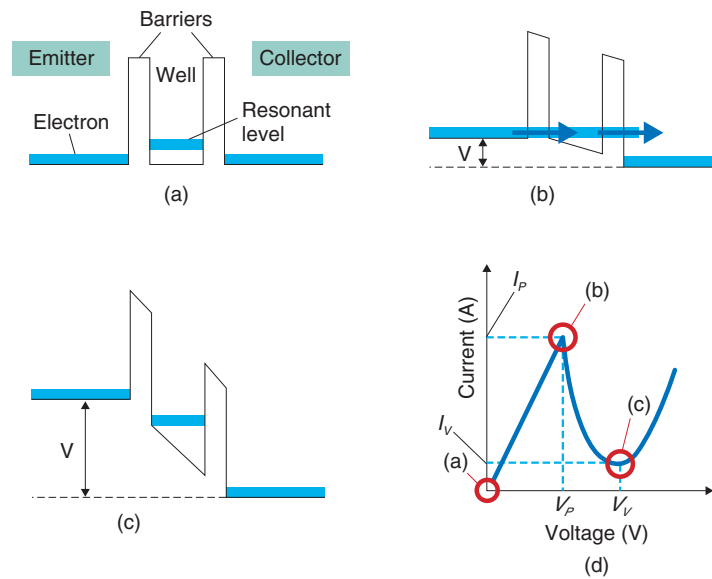 Barriers
Emitter
Well
Collector
Electron
Resonant
level
(a)
V
(b)
V
(c)
I_P
(b)
Current (A)
I_V
(a)
(c)
V_P
V_V
Voltage (V)
(d)